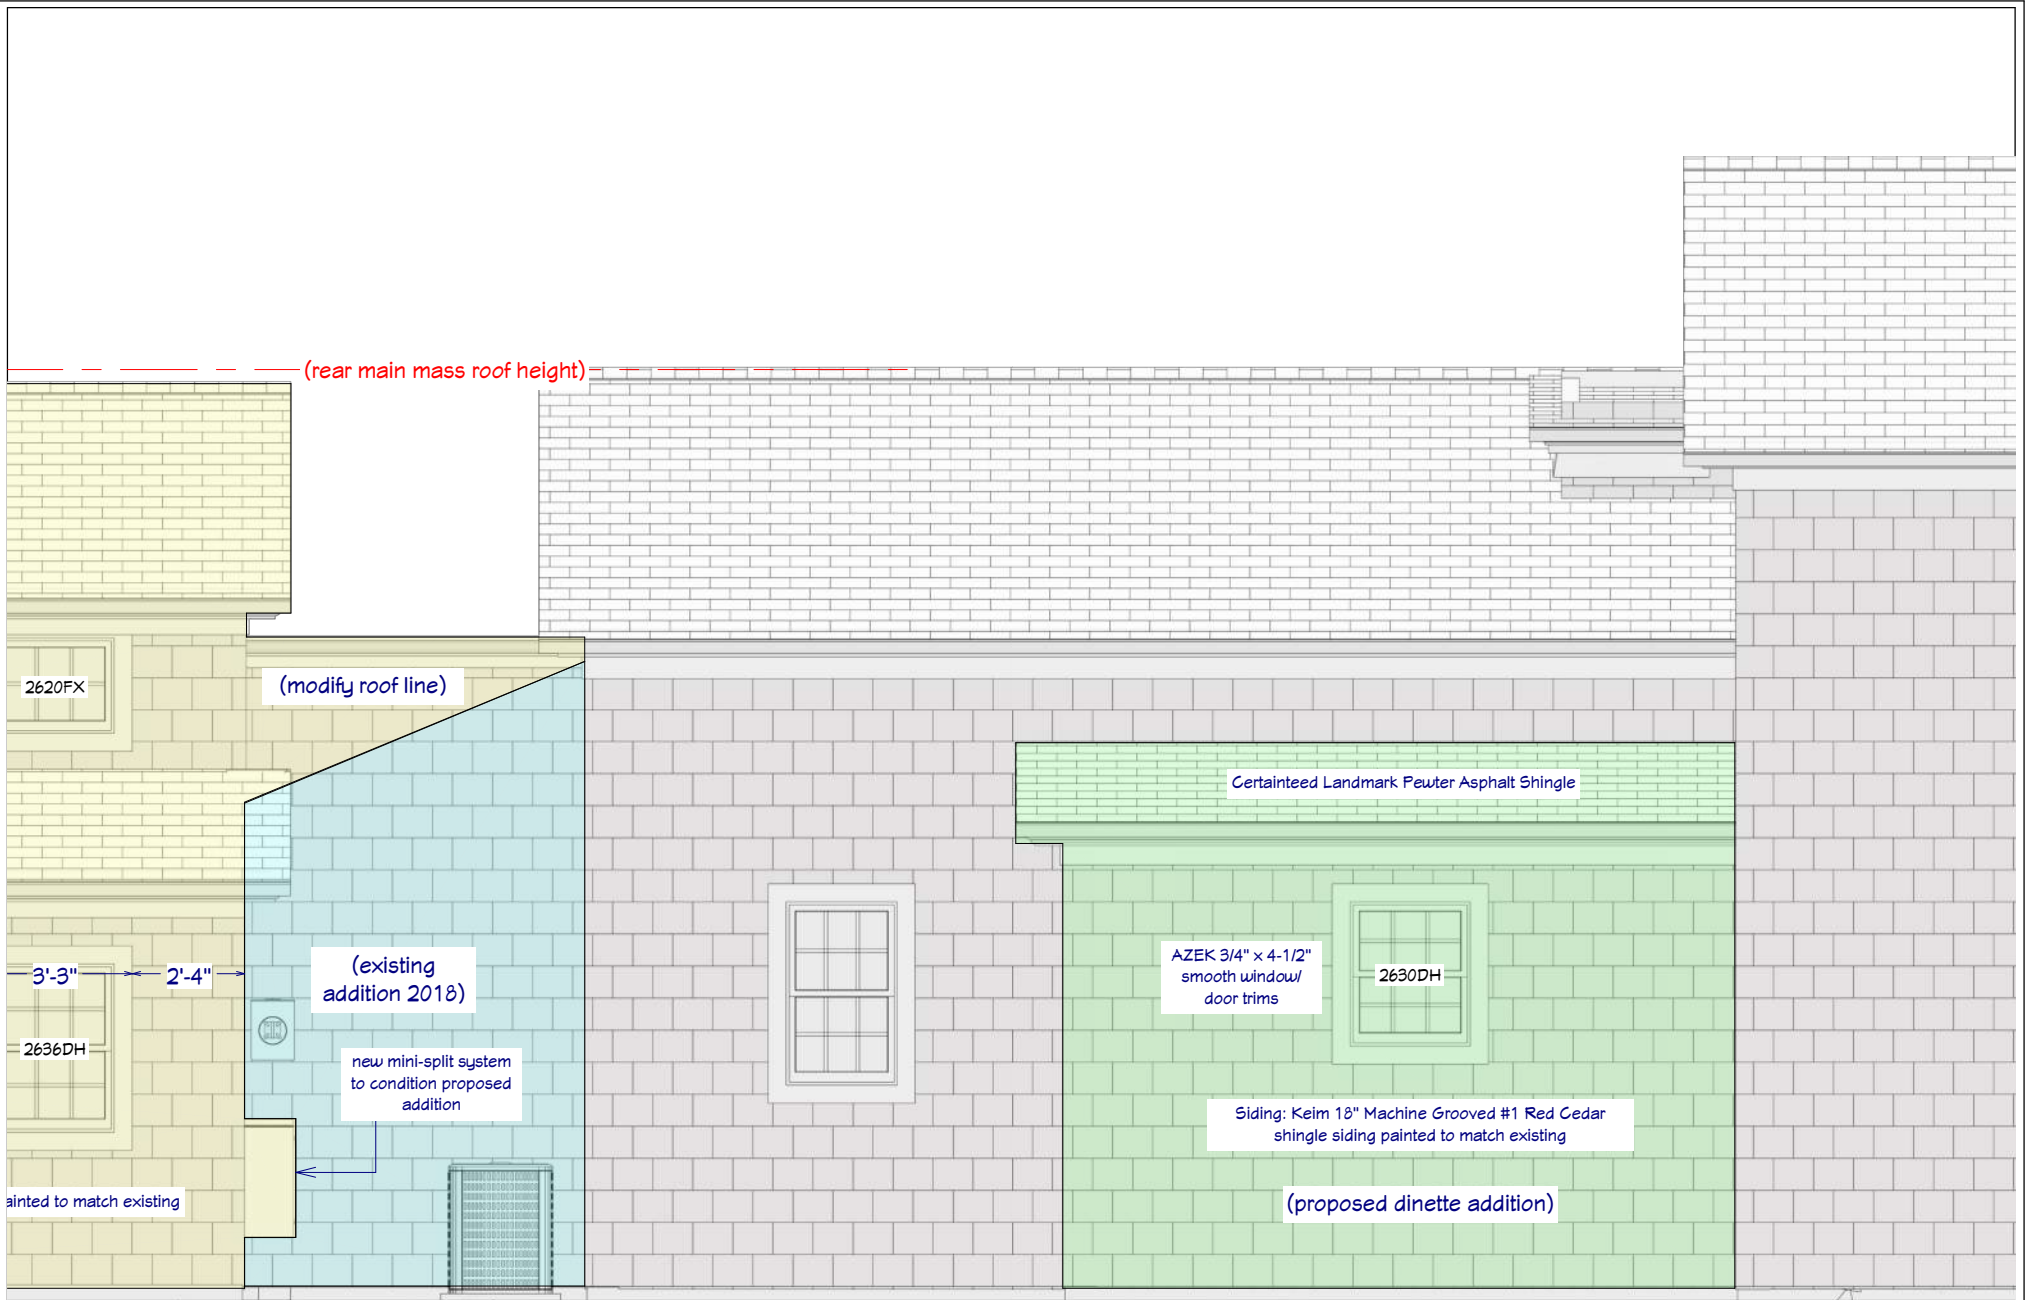 (rear main mass roof height)
2620FX
(modify roof line)
Certainteed Landmark Pewter Asphalt Shingle
3'-3"
2'-4"
(existing
addition 2018)
AZEK 3/4" x 4-1/2"
smooth window/
door trims
2630DH
2636DH
new mini-split system
to condition proposed
addition
Siding: Keim 18" Machine Grooved #1 Red Cedar
shingle siding painted to match existing
ainted to match existing
(proposed dinette addition)